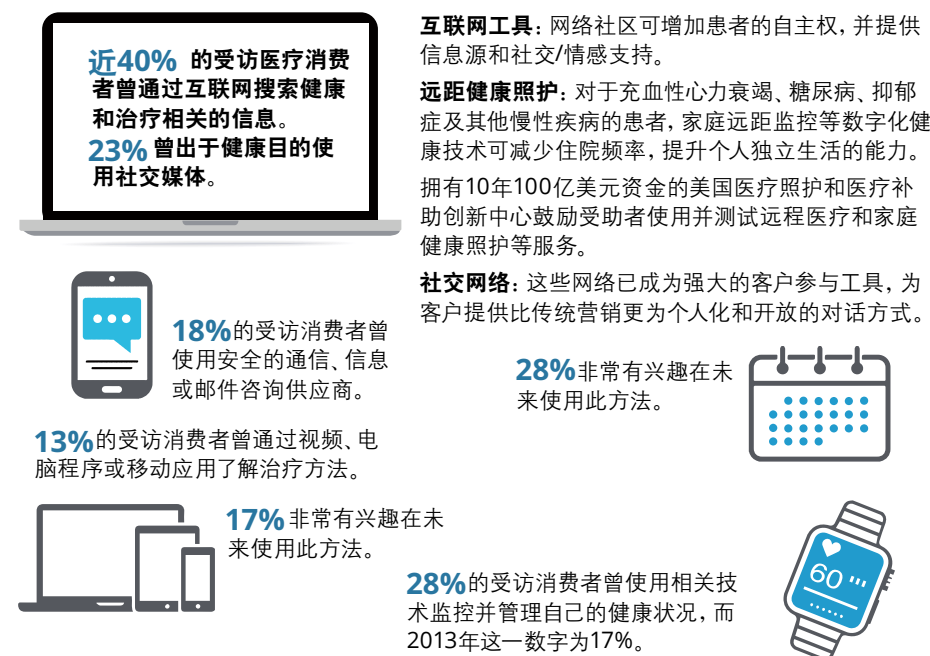 近40% 的受访医疗消费
者曾通过互联网搜索健康
和治疗相关的信息。
23% 曾出于健康目的使
用社交媒体。
互联网工具：网络社区可增加患者的自主权，并提供
信息源和社交/情感支持。
远距健康照护：对于充血性心力衰竭、糖尿病、抑郁
症及其他慢性疾病的患者，家庭远距监控等数字化健
康技术可减少住院频率，提升个人独立生活的能力。
拥有10年100亿美元资金的美国医疗照护和医疗补
助创新中心鼓励受助者使用并测试远程医疗和家庭
健康照护等服务。
社交网络：这些网络已成为强大的客户参与工具，为
客户提供比传统营销更为个人化和开放的对话方式。
18%的受访消费者曾
使用安全的通信、信息
或邮件咨询供应商。
28%非常有兴趣在未
来使用此方法。
13%的受访消费者曾通过视频、电
脑程序或移动应用了解治疗方法。
17%非常有兴趣在未
来使用此方法。
28%的受访消费者曾使用相关技
术监控并管理自己的健康状况，而
2013年这一数字为17%。
60